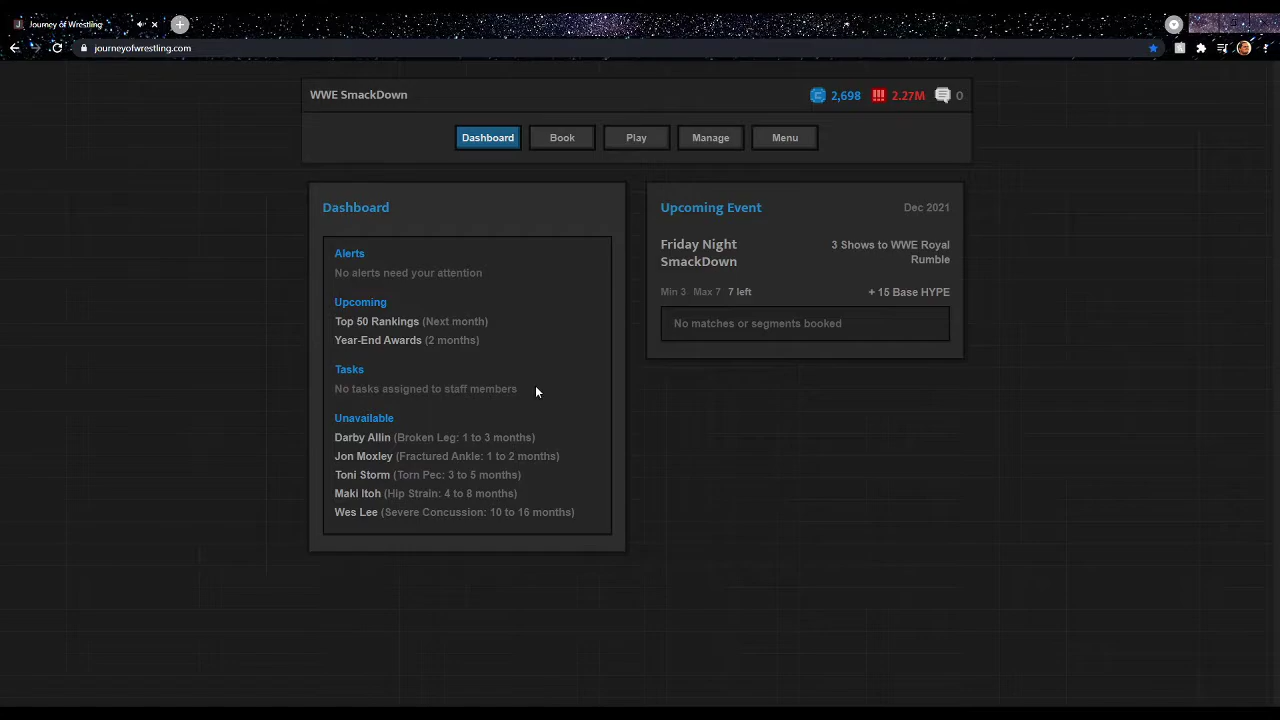 Journey of Wrestling
journeyofwrestling.com
WWE SmackDown
2,698
2.27M
0
Dashboard
Book
Play
Manage
Menu
Dashboard
Alerts
No alerts need your attention
Upcoming
Top 50 Rankings (Next month)
Year-End Awards (2 months)
Tasks
No tasks assigned to staff members
Unavailable
Darby Allin (Broken Leg: 1 to 3 months)
Jon Moxley (Fractured Ankle: 1 to 2 months)
Toni Storm (Torn Pec: 3 to 5 months)
Maki Itoh (Hip Strain: 4 to 8 months)
Wes Lee (Severe Concussion: 10 to 16 months)
Upcoming Event
Dec 2021
Friday Night
SmackDown
3 Shows to WWE Royal
Rumble
Min 3 Max 7 7 left
+ 15 Base HYPE
No matches or segments booked